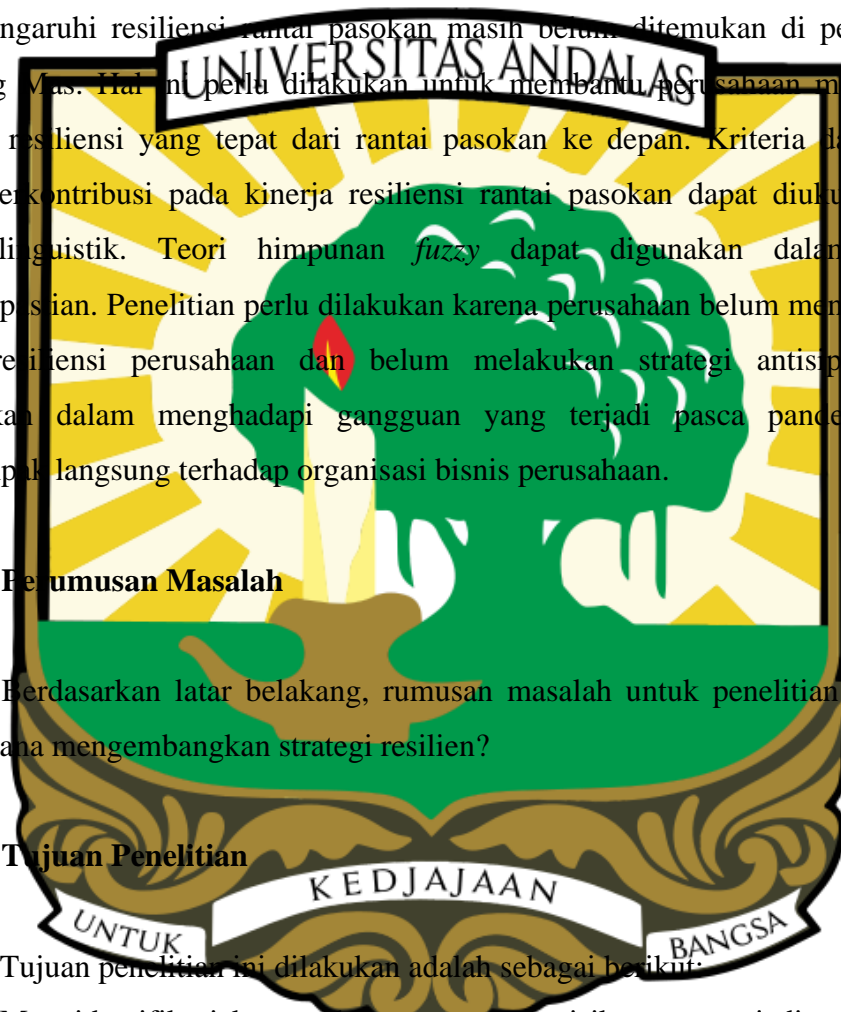 ngaruhi resiliensi rantai pasokan masih belum ditemukan di pe
UNIVERSITAS ANDALAS
g Mas. Hal ini perlu dilakukan untuk membantu perusahaan m
resiliensi yang tepat dari rantai pasokan ke depan. Kriteria da
erkontribusi pada kinerja resiliensi rantai pasokan dapat diuku
linguistik. Teori himpunan fuzzy dapat digunakan dalam
pastian. Penelitian perlu dilakukan karena perusahaan belum men
resiliensi perusahaan dan belum melakukan strategi antisip
kan dalam menghadapi gangguan yang terjadi pasca pande
pak langsung terhadap organisasi bisnis perusahaan.
Perumusan Masalah
Berdasarkan latar belakang, rumusan masalah untuk penelitian
ana mengembangkan strategi resilien?
Tujuan Penelitian
KEDJAJAAN
UNTUK
BANGSA
Tujuan penelitian ini dilakukan adalah sebagai berikut: